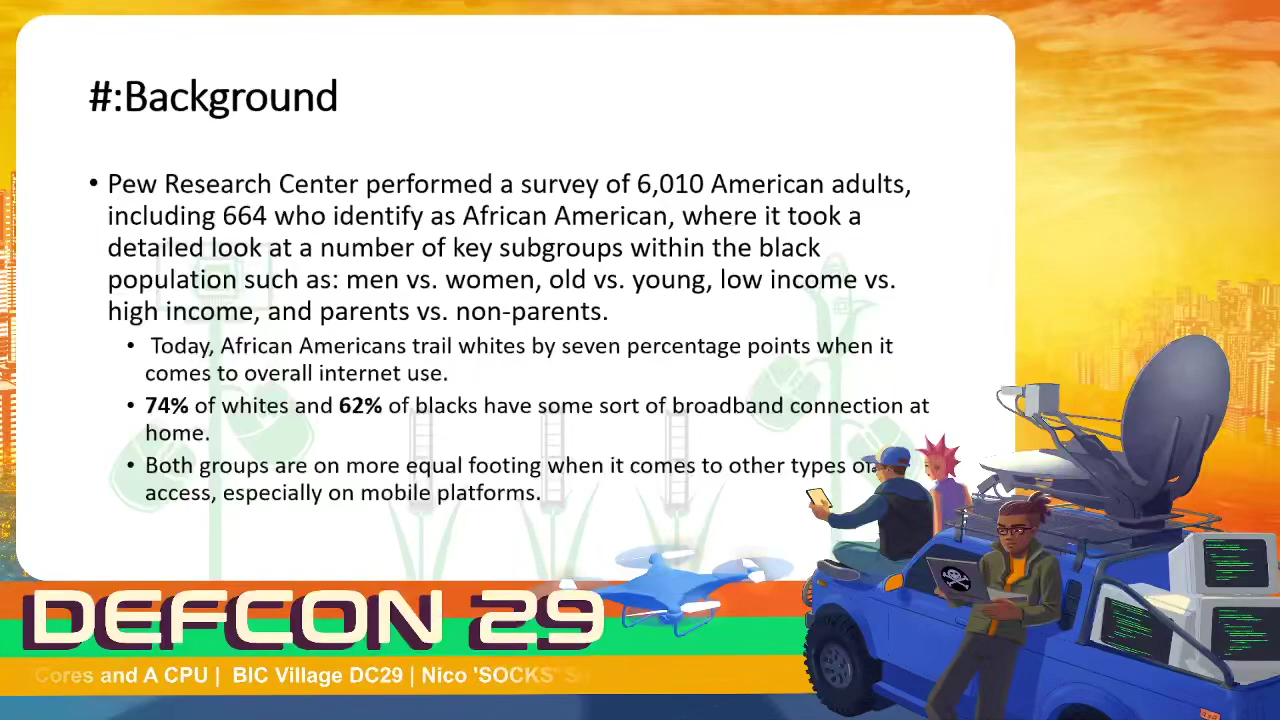 #:Background
• Pew Research Center performed a survey of 6,010 American adults,
including 664 who identify as African American, where it took a
detailed look at a number of key subgroups within the black
population such as: men vs. women, old vs. young, low income vs.
high income, and parents vs. non-parents.
• Today, African Americans trail whites by seven percentage points when it
comes to overall internet use.
• 74% of whites and 62% of blacks have some sort of broadband connection at
home.
• Both groups are on more equal footing when it comes to other types of
access, especially on mobile platforms.
DEFCON 29
Cores and A CPU | BIC Village DC29 | Nico 'SOCKS'